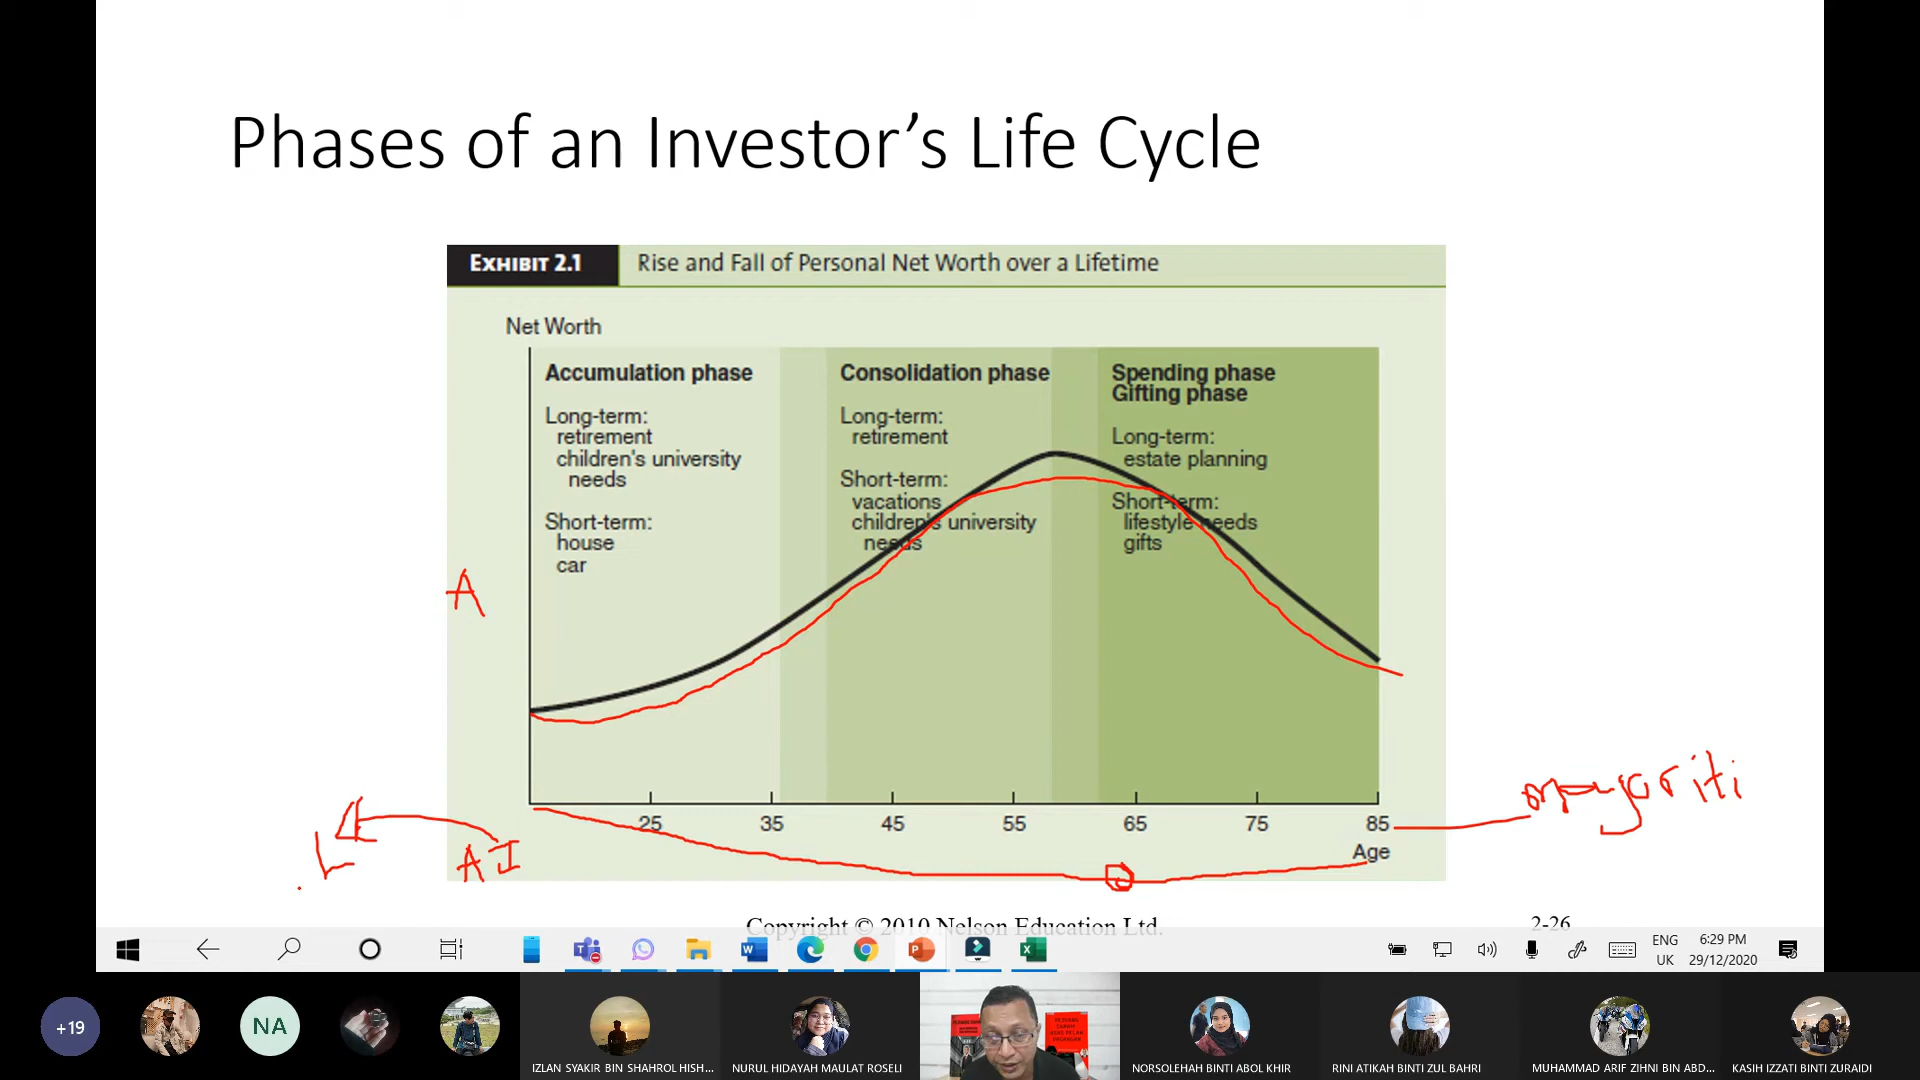 Phases of an Investor’s Life Cycle
EXHIBIT 2.1
Rise and Fall of Personal Net Worth over a Lifetime
Net Worth
Accumulation phase
Long-term:
retirement
children's university
needs
Short-term:
house
car
Consolidation phase
Long-term:
retirement
Short-term:
vacations
children's university
needs
Spending phase
Gifting phase
Long-term:
estate planning
Short-term:
lifestyle needs
gifts
A
25 35 45 55 65 75 85
Age
A I
L
Copyright © 2010 Nelson Education Ltd.
2-26
ENG
UK
6:29 PM
29/12/2020
+19
NA
IZLAN SYAKIR BIN SHAHROL HISH...
NURUL HIDAYAH MAULAT ROSELI
NORSOLEHAH BINTI ABOL KHIR
RINI ATIKAH BINTI ZUL BAHRI
MUHAMMAD ARIF ZIHNI BIN ABD...
KASIH IZZATI BINTI ZURAIDI